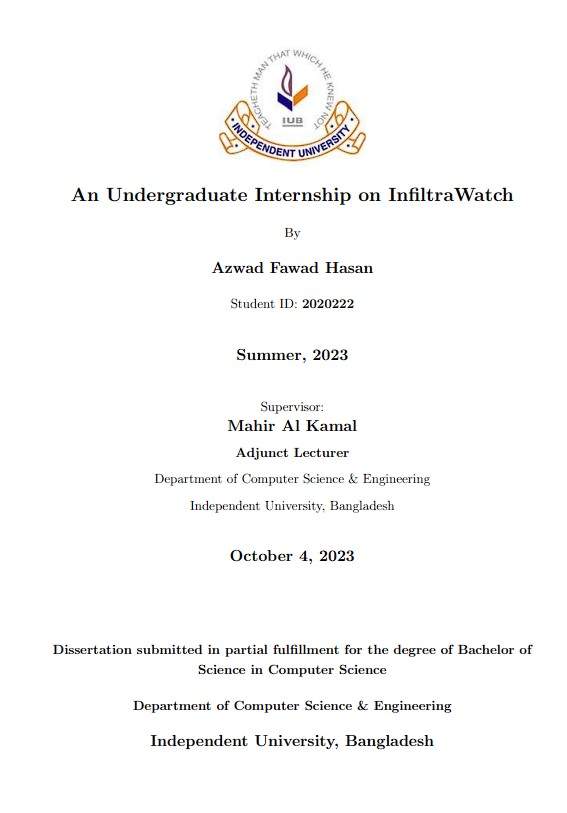 TEACHETH MAN THAT WHICH HE KNEW NOT
IUB
INDEPENDENT UNIVERSITY
An Undergraduate Internship on InfiltraWatch
By
Azwad Fawad Hasan
Student ID: 2020222
Summer, 2023
Supervisor:
Mahir Al Kamal
Adjunct Lecturer
Department of Computer Science & Engineering
Independent University, Bangladesh
October 4, 2023
Dissertation submitted in partial fulfillment for the degree of Bachelor of
Science in Computer Science
Department of Computer Science & Engineering
Independent University, Bangladesh